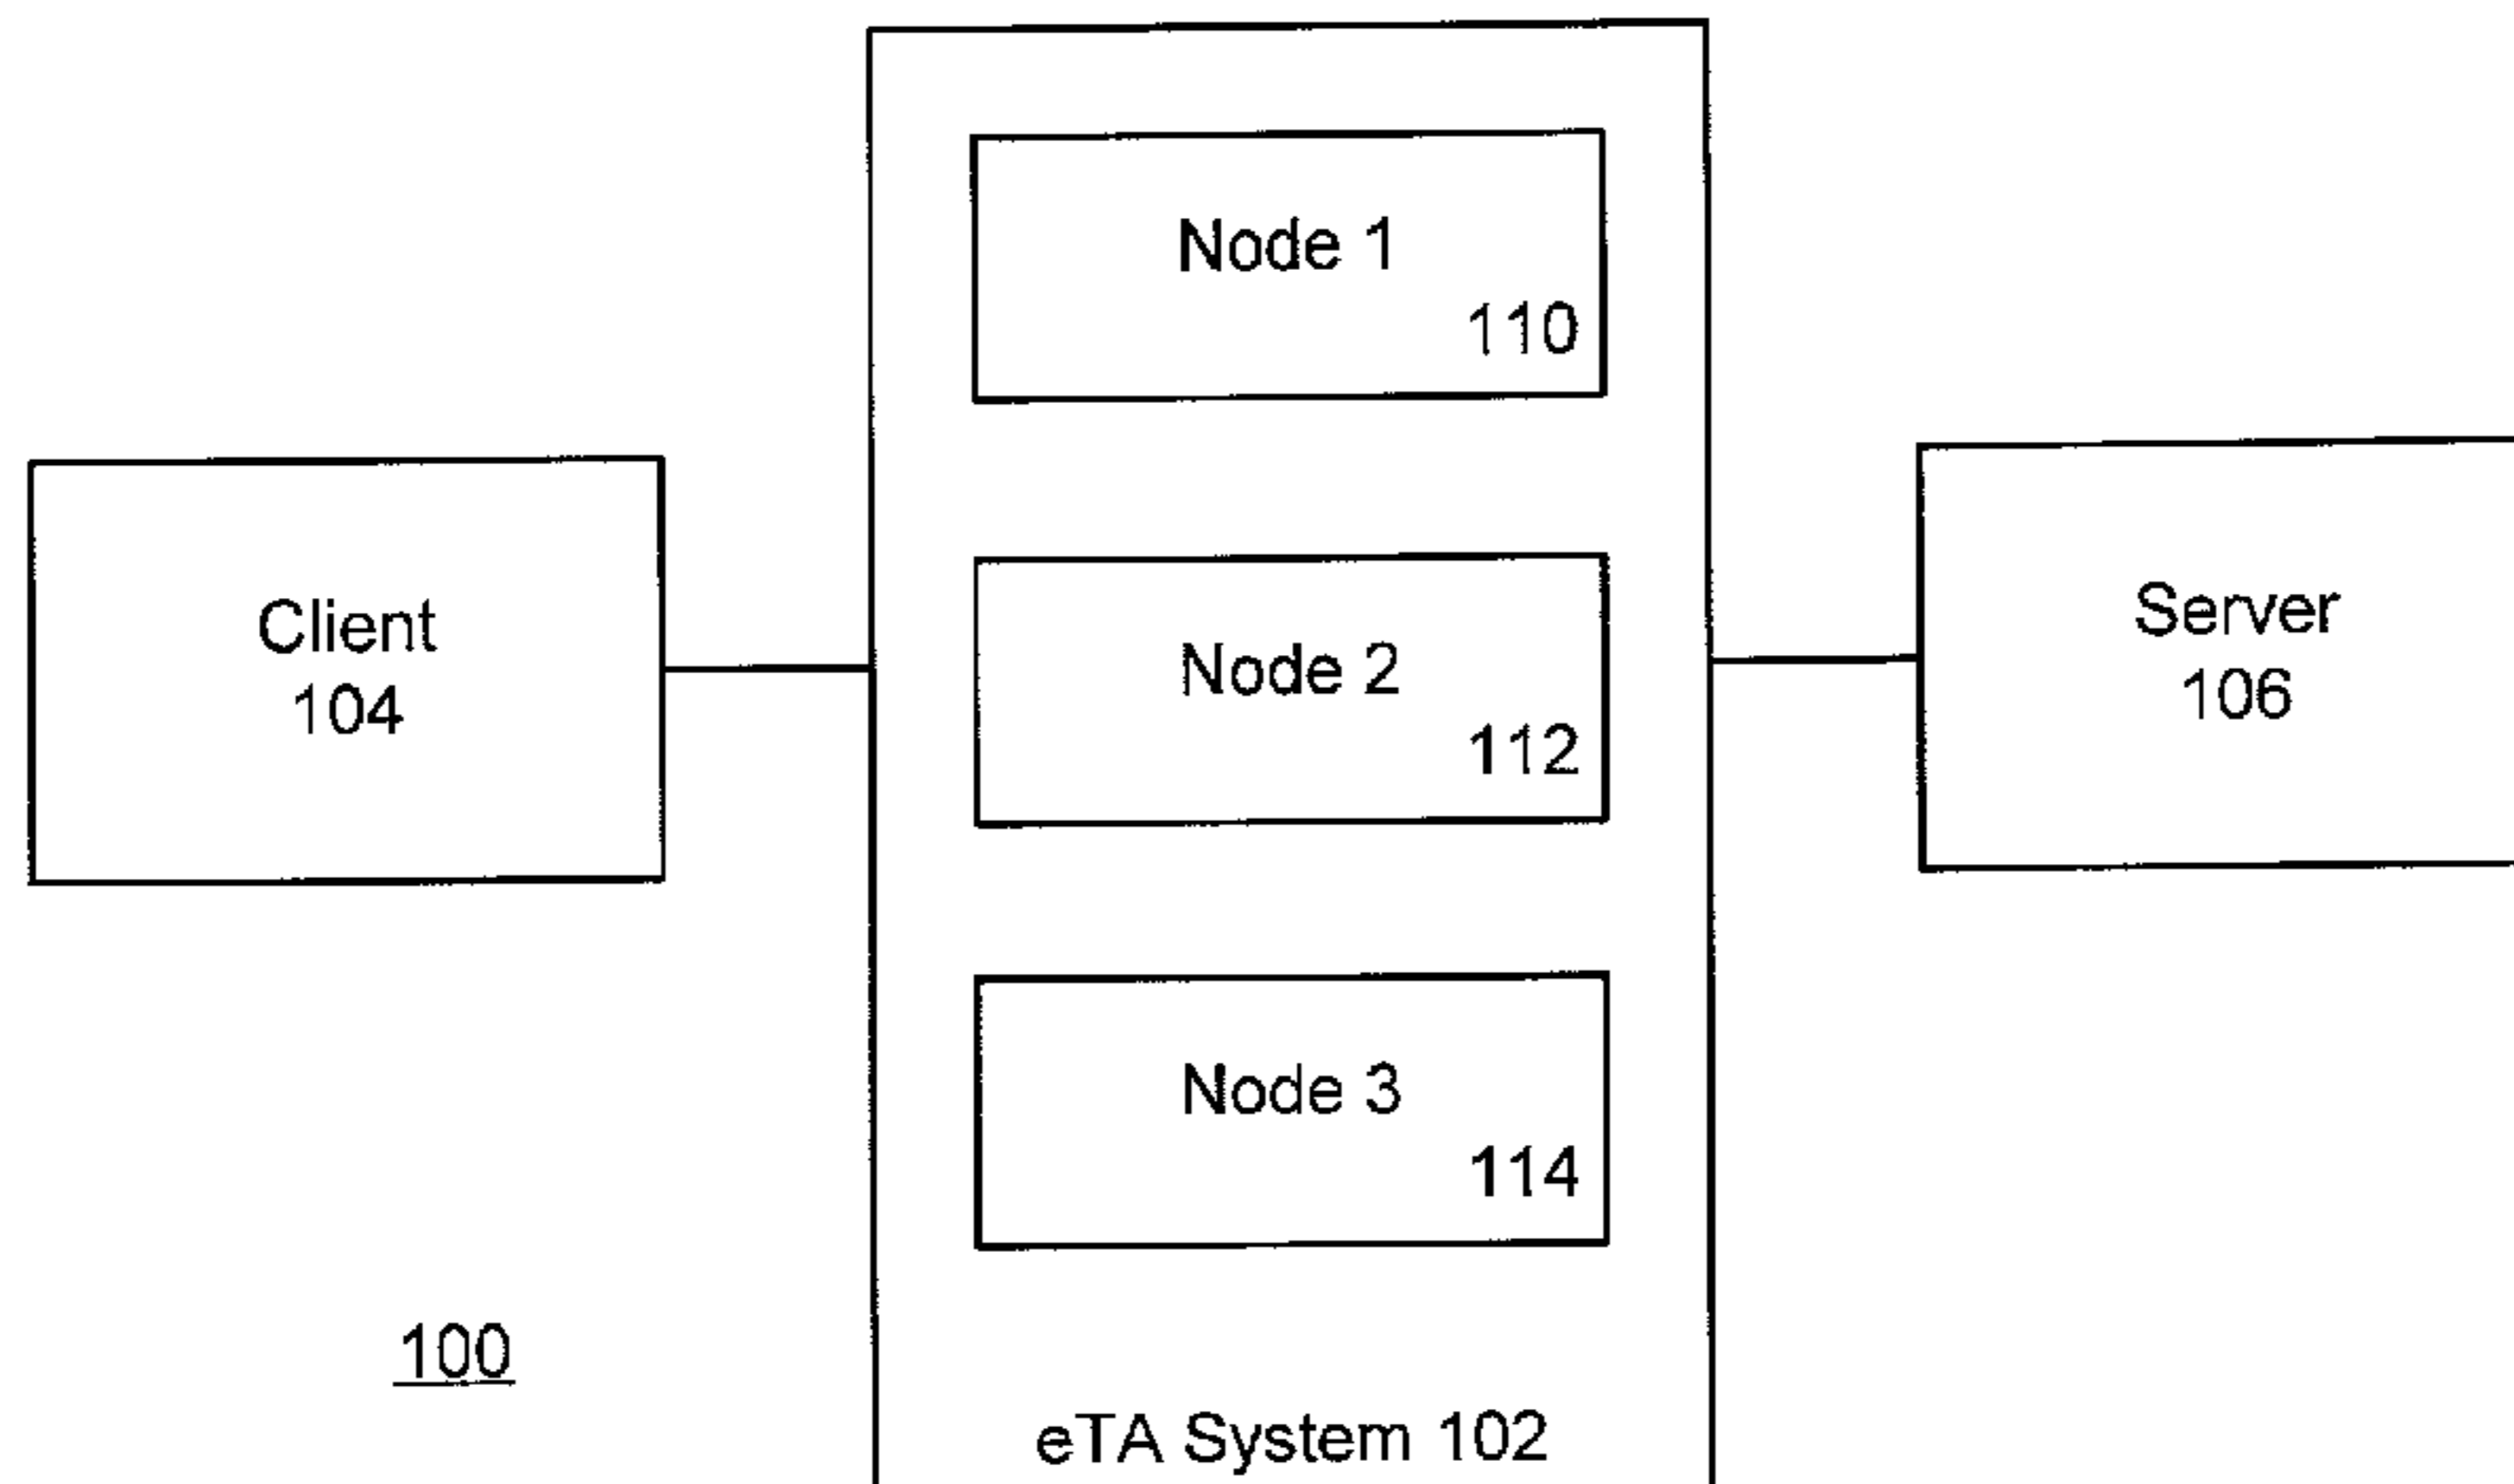 Node 1
110
Client
104
Node 2
112
Server
106
Node 3
114
100
eTA System 102